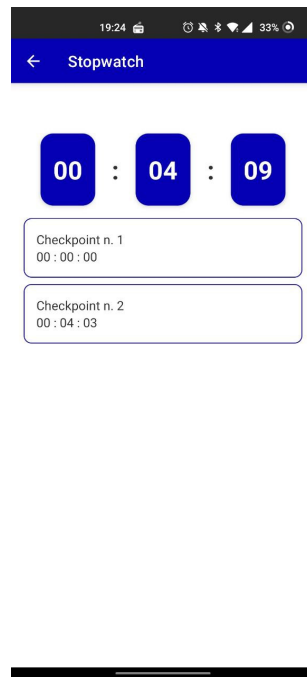 19:24 33%
Stopwatch
00 : 04 : 09
Checkpoint n. 1
00 : 00 : 00
Checkpoint n. 2
00 : 04 : 03